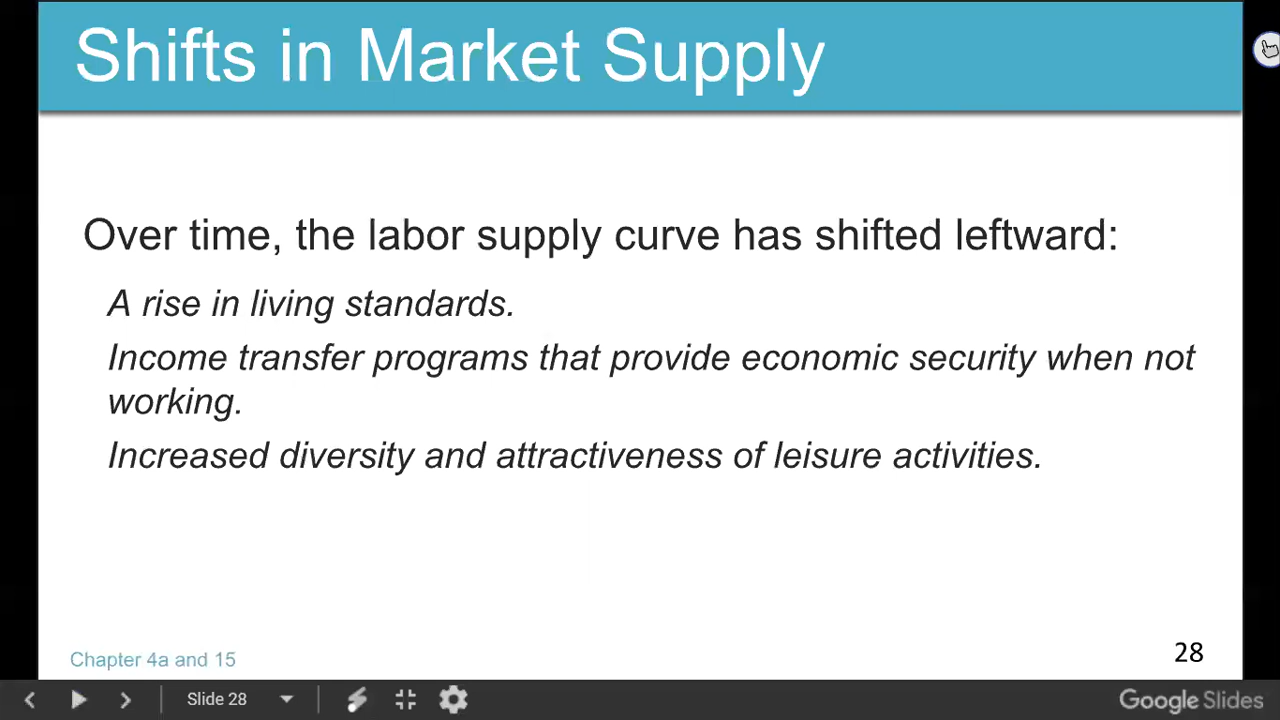 Shifts in Market Supply
Over time, the labor supply curve has shifted leftward:
A rise in living standards.
Income transfer programs that provide economic security when not
working.
Increased diversity and attractiveness of leisure activities.
Chapter 4a and 15
28
Slide 28
Google Slides